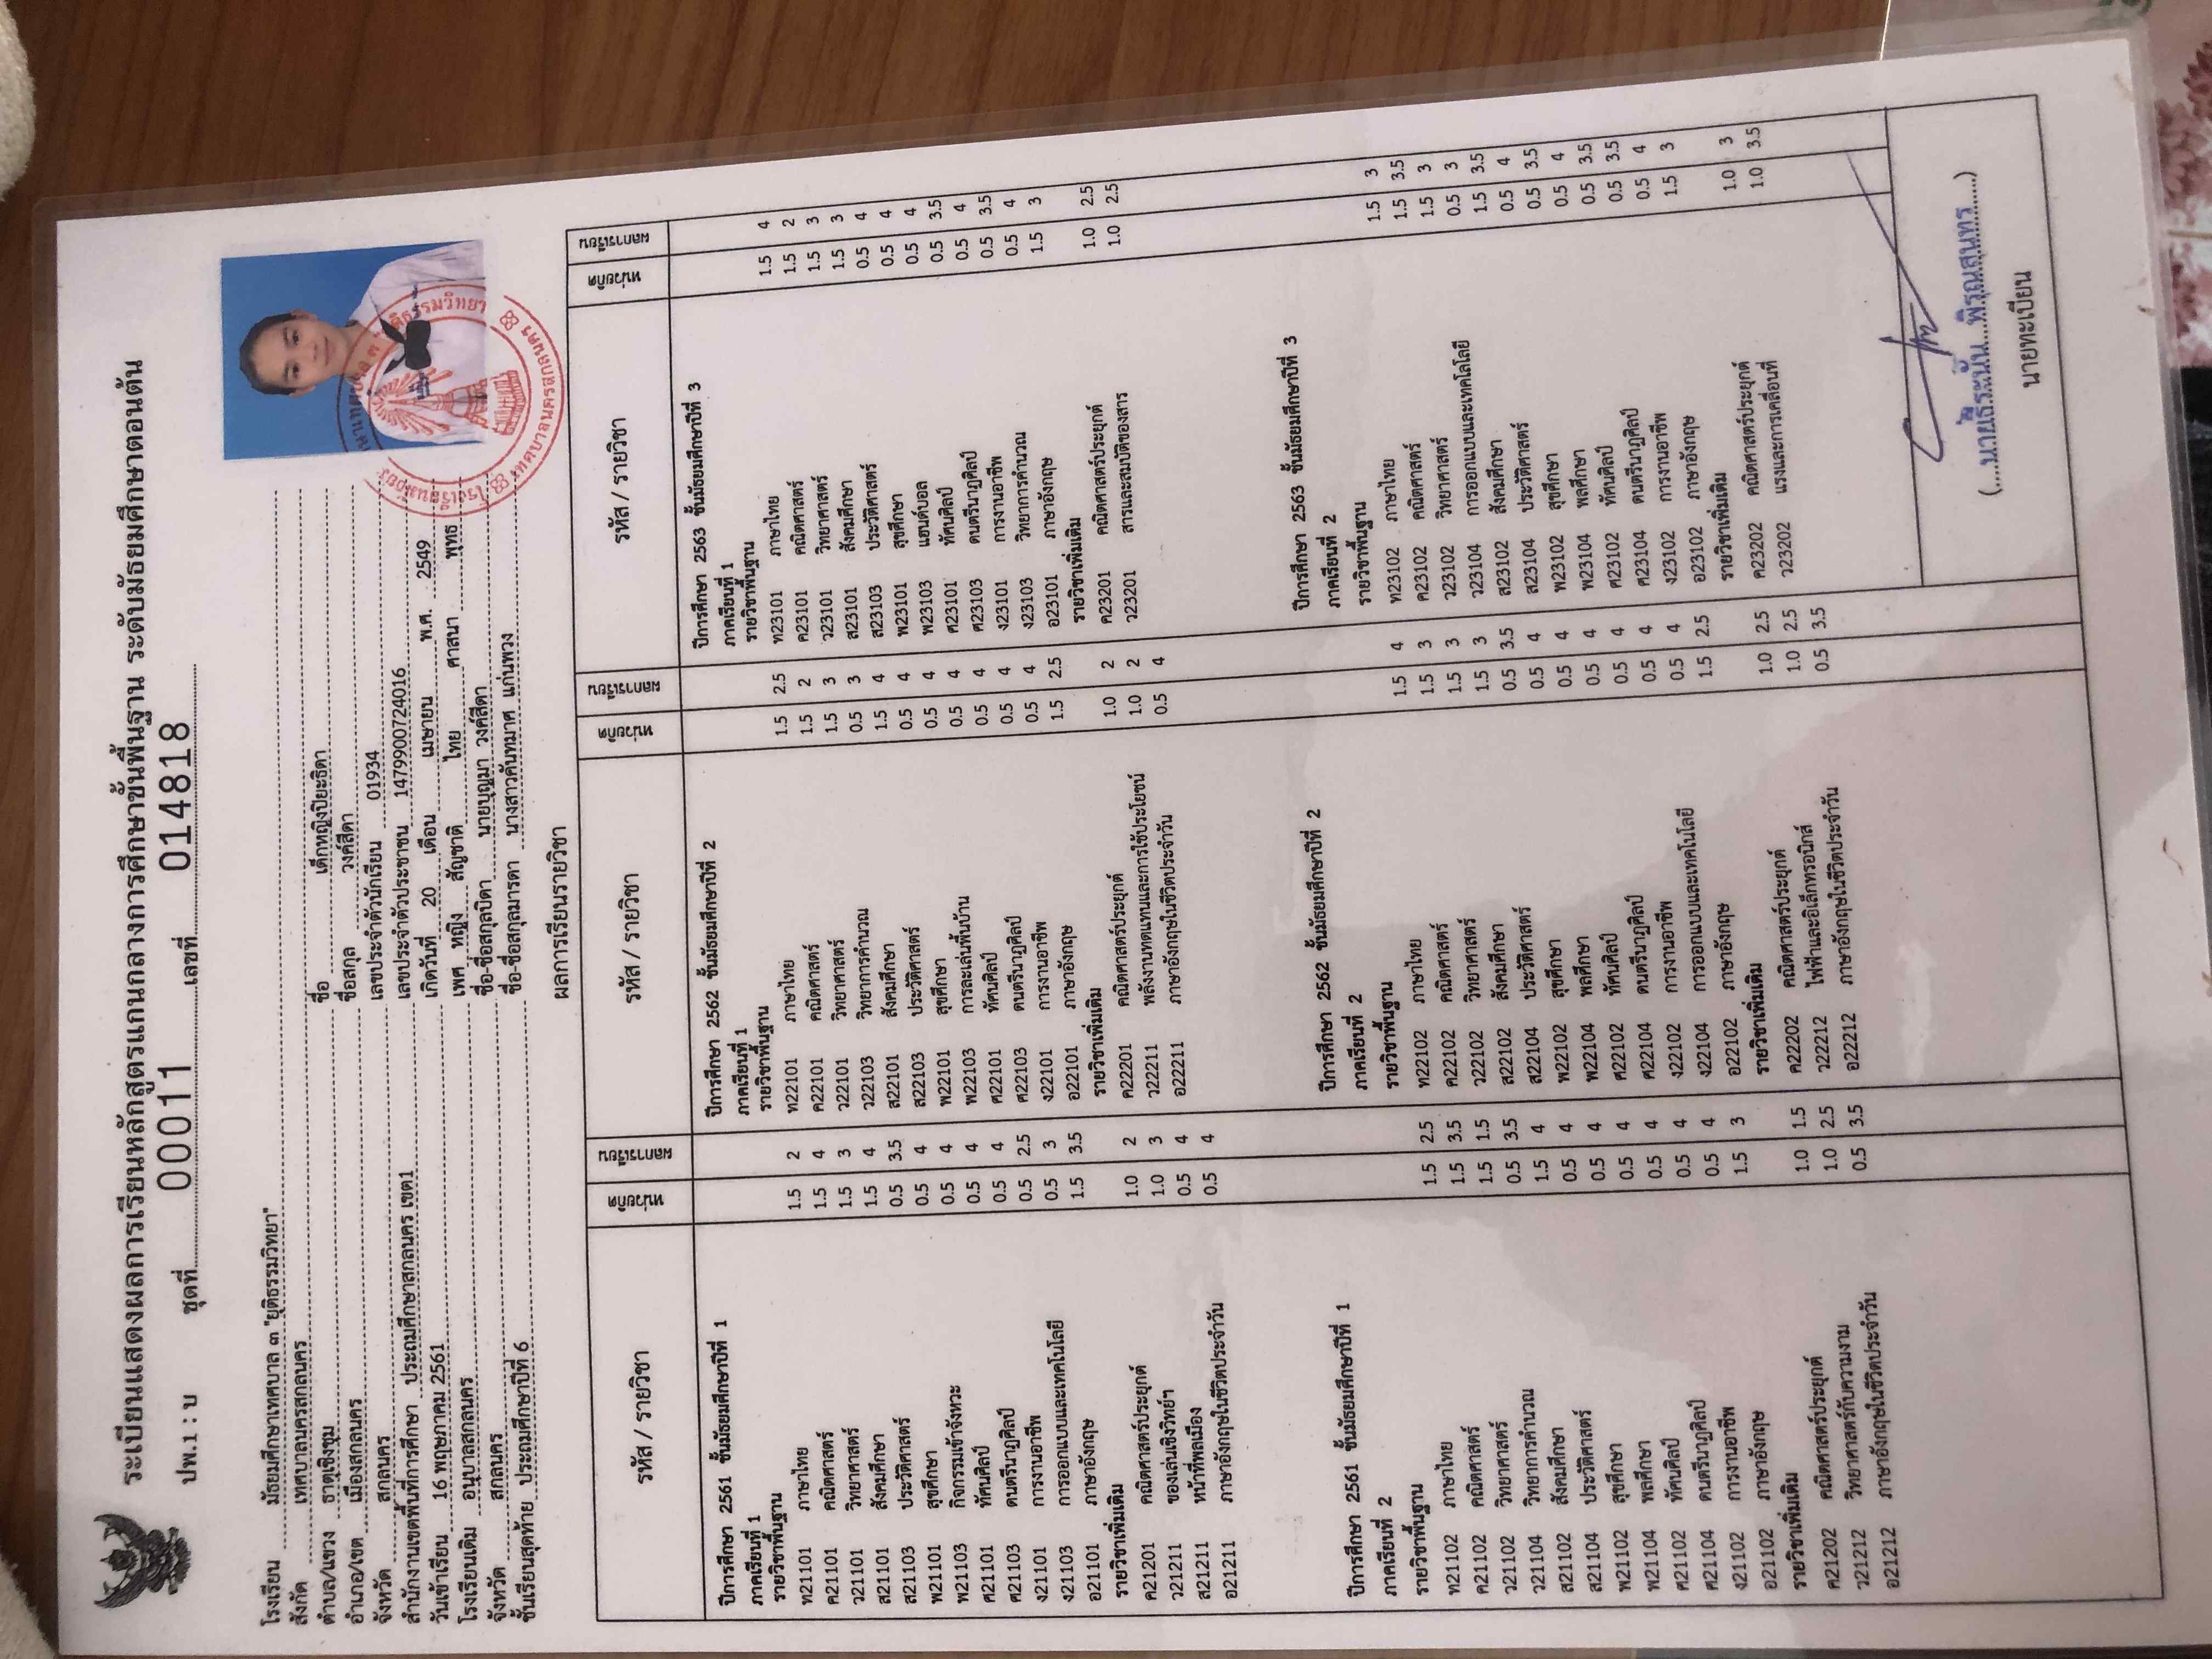 ระเบียนแสดงผลการเรียนหลักสูตรแกนกลางการศึกษาขั้นพื้นฐาน ระดับมัธยมศึกษาตอนต้น
ปพ.1 : บ ชุดที่ 00011 เลขที่ 014818
โรงเรียน มัธยมศึกษาเทศบาล ๓ "ยุติธรรมวิทยา"
สังกัด เทศบาลนครสกลนคร
ตำบล/แขวง ธาตุเชิงชุม
อำเภอ/เขต เมืองสกลนคร
จังหวัด สกลนคร
สำนักงานเขตพื้นที่การศึกษา ประถมศึกษาสกลนคร เขต1
วันเข้าเรียน 16 พฤษภาคม 2561
โรงเรียนเดิม อนุบาลสกลนคร
จังหวัด สกลนคร
ชั้นเรียนสุดท้าย ประถมศึกษาปีที่ 6
ชื่อ เด็กหญิงปิยะธิดา
ชื่อสกุล วงค์สีดา
เลขประจำตัวนักเรียน 01934
เลขประจำตัวประชาชน 1479900724016
เกิดวันที่ 20 เดือน เมษายน พ.ศ. 2549
เพศ หญิง สัญชาติ ไทย ศาสนา พุทธ
ชื่อ-ชื่อสกุลบิดา นายบุญมา วงค์สีดา
ชื่อ-ชื่อสกุลมารดา นางสาวคันทมาศ แก่นพวง
ผลการเรียนรายวิชา
รหัส / รายวิชา หน่วยกิต ผลการเรียน
ปีการศึกษา 2561 ชั้นมัธยมศึกษาปีที่ 1
ภาคเรียนที่ 1
รายวิชาพื้นฐาน
ท21101 ภาษาไทย 1.5 2
ค21101 คณิตศาสตร์ 1.5 4
ว21101 วิทยาศาสตร์ 1.5 3
ส21101 สังคมศึกษา 1.5 4
ส21103 ประวัติศาสตร์ 0.5 3.5
พ21101 สุขศึกษา 0.5 4
พ21103 กิจกรรมเข้าจังหวะ 0.5 4
ศ21101 ทัศนศิลป์ 0.5 4
ศ21103 ดนตรีนาฏศิลป์ 0.5 4
ง21101 การงานอาชีพ 0.5 2.5
ง21103 การออกแบบและเทคโนโลยี 0.5 3
อ21101 ภาษาอังกฤษ 1.5 3.5
รายวิชาเพิ่มเติม
ค21201 คณิตศาสตร์ประยุกต์ 1.0 2
ว21211 ของเล่นเชิงวิทย์ฯ 1.0 3
ส21211 หน้าที่พลเมือง 0.5 4
อ21211 ภาษาอังกฤษในชีวิตประจำวัน 0.5 4
ปีการศึกษา 2561 ชั้นมัธยมศึกษาปีที่ 1
ภาคเรียนที่ 2
รายวิชาพื้นฐาน
ท21102 ภาษาไทย 1.5 2.5
ค21102 คณิตศาสตร์ 1.5 3.5
ว21102 วิทยาศาสตร์ 1.5 1.5
ว21104 วิทยาการคำนวณ 0.5 3.5
ส21102 สังคมศึกษา 1.5 4
ส21104 ประวัติศาสตร์ 0.5 4
พ21102 สุขศึกษา 0.5 4
พ21104 พลศึกษา 0.5 4
ศ21102 ทัศนศิลป์ 0.5 4
ศ21104 ดนตรีนาฏศิลป์ 0.5 4
ง21102 การงานอาชีพ 0.5 4
อ21102 ภาษาอังกฤษ 1.5 3
รายวิชาเพิ่มเติม
ค21202 คณิตศาสตร์ประยุกต์ 1.0 1.5
ว21212 วิทยาศาสตร์กับความงาม 1.0 2.5
อ21212 ภาษาอังกฤษในชีวิตประจำวัน 0.5 3.5
รหัส / รายวิชา หน่วยกิต ผลการเรียน
ปีการศึกษา 2562 ชั้นมัธยมศึกษาปีที่ 2
ภาคเรียนที่ 1
รายวิชาพื้นฐาน
ท22101 ภาษาไทย 1.5 2.5
ค22101 คณิตศาสตร์ 1.5 2
ว22101 วิทยาศาสตร์ 1.5 3
ว22103 วิทยาการคำนวณ 0.5 3
ส22101 สังคมศึกษา 1.5 4
ส22103 ประวัติศาสตร์ 0.5 4
พ22101 สุขศึกษา 0.5 4
พ22103 การละเล่นพื้นบ้าน 0.5 4
ศ22101 ทัศนศิลป์ 0.5 4
ศ22103 ดนตรีนาฏศิลป์ 0.5 4
ง22101 การงานอาชีพ 0.5 4
อ22101 ภาษาอังกฤษ 1.5 2.5
รายวิชาเพิ่มเติม
ค22201 คณิตศาสตร์ประยุกต์ 1.0 2
ว22211 พลังงานทดแทนและการใช้ประโยชน์ 1.0 2
อ22211 ภาษาอังกฤษในชีวิตประจำวัน 0.5 4
ปีการศึกษา 2562 ชั้นมัธยมศึกษาปีที่ 2
ภาคเรียนที่ 2
รายวิชาพื้นฐาน
ท22102 ภาษาไทย 1.5 4
ค22102 คณิตศาสตร์ 1.5 3
ว22102 วิทยาศาสตร์ 1.5 3
ส22102 สังคมศึกษา 1.5 3
ส22104 ประวัติศาสตร์ 0.5 3.5
พ22102 สุขศึกษา 0.5 4
พ22104 พลศึกษา 0.5 4
ศ22102 ทัศนศิลป์ 0.5 4
ศ22104 ดนตรีนาฏศิลป์ 0.5 4
ง22102 การงานอาชีพ 0.5 4
ง22104 การออกแบบและเทคโนโลยี 0.5 4
อ22102 ภาษาอังกฤษ 1.5 2.5
รายวิชาเพิ่มเติม
ค22202 คณิตศาสตร์ประยุกต์ 1.0 2.5
ว22212 ไฟฟ้าและอิเล็กทรอนิกส์ 1.0 2.5
อ22212 ภาษาอังกฤษในชีวิตประจำวัน 0.5 3.5
รหัส / รายวิชา หน่วยกิต ผลการเรียน
ปีการศึกษา 2563 ชั้นมัธยมศึกษาปีที่ 3
ภาคเรียนที่ 1
รายวิชาพื้นฐาน
ท23101 ภาษาไทย 1.5 4
ค23101 คณิตศาสตร์ 1.5 2
ว23101 วิทยาศาสตร์ 1.5 3
ส23101 สังคมศึกษา 1.5 3
ส23103 ประวัติศาสตร์ 0.5 4
พ23101 สุขศึกษา 0.5 4
พ23103 แฮนด์บอล 0.5 4
ศ23101 ทัศนศิลป์ 0.5 3.5
ศ23103 ดนตรีนาฏศิลป์ 0.5 4
ง23101 การงานอาชีพ 0.5 3.5
ง23103 วิทยาการคำนวณ 0.5 4
อ23101 ภาษาอังกฤษ 1.5 3
รายวิชาเพิ่มเติม
ค23201 คณิตศาสตร์ประยุกต์ 1.0 2.5
ว23201 สารและสมบัติของสาร 1.0 2.5
ปีการศึกษา 2563 ชั้นมัธยมศึกษาปีที่ 3
ภาคเรียนที่ 2
รายวิชาพื้นฐาน
ท23102 ภาษาไทย 1.5 3
ค23102 คณิตศาสตร์ 1.5 3.5
ว23102 วิทยาศาสตร์ 1.5 3
ว23104 การออกแบบและเทคโลโลยี 0.5 3
ส23102 สังคมศึกษา 1.5 3.5
ส23104 ประวัติศาสตร์ 0.5 4
พ23102 สุขศึกษา 0.5 3.5
พ23104 พลศึกษา 0.5 4
ศ23102 ทัศนศิลป์ 0.5 3.5
ศ23104 ดนตรีนาฏศิลป์ 0.5 3.5
ง23102 การงานอาชีพ 0.5 4
อ23102 ภาษาอังกฤษ 1.5 3
รายวิชาเพิ่มเติม
ค23202 คณิตศาสตร์ประยุกต์ 1.0 3
ว23202 แรงและการเคลื่อนที่ 1.0 3.5
นายทะเบียน